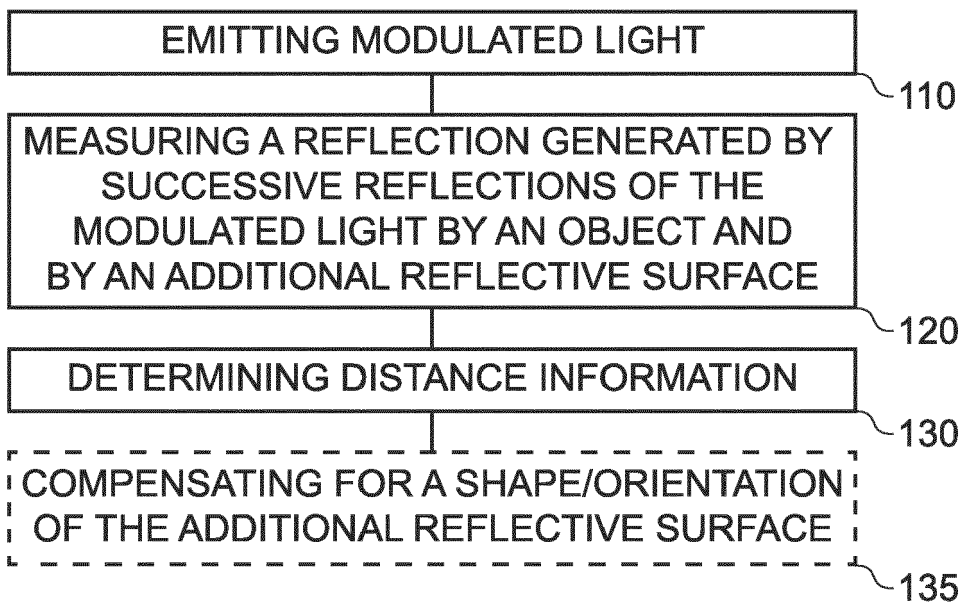 EMITTING MODULATED LIGHT
110
MEASURING A REFLECTION GENERATED BY
SUCCESSIVE REFLECTIONS OF THE
MODULATED LIGHT BY AN OBJECT AND
BY AN ADDITIONAL REFLECTIVE SURFACE
120
DETERMINING DISTANCE INFORMATION
130
COMPENSATING FOR A SHAPE/ORIENTATION
OF THE ADDITIONAL REFLECTIVE SURFACE
135